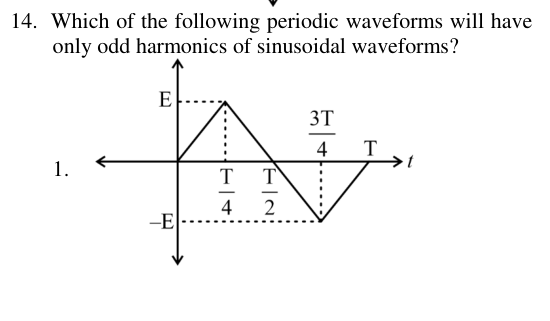 14. Which of the following periodic waveforms will have
only odd harmonics of sinusoidal waveforms?
E
3T
4
T
t
1.
T
4
T
2
–E